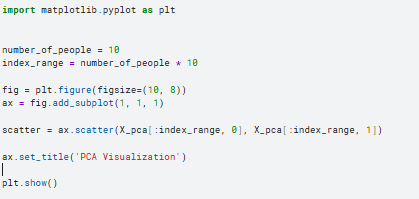 import matplotlib.pyplot as plt
number_of_people = 10
index_range = number_of_people * 10
fig = plt.figure(figsize=(10, 8))
ax = fig.add_subplot(1, 1, 1)
scatter = ax.scatter(X_pca[:index_range, 0], X_pca[:index_range, 1])
ax.set_title('PCA Visualization')
plt.show()